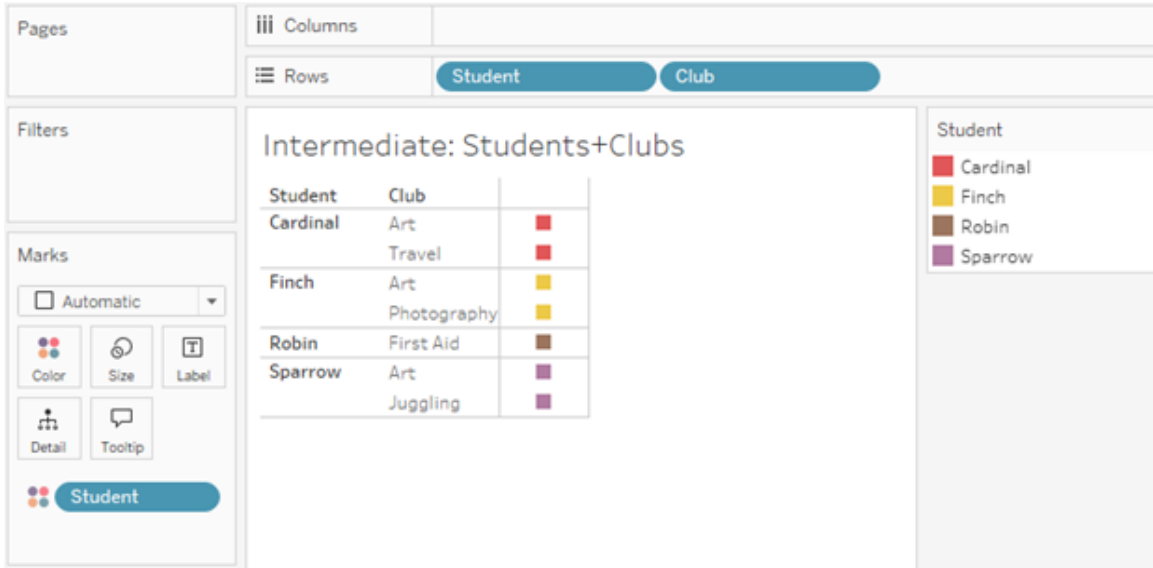 Pages
Columns
Rows Student Club
Filters
Intermediate: Students+Clubs
Student Club
Cardinal Art
Travel
Finch Art
Photography
Robin First Aid
Sparrow Art
Juggling
Marks
Automatic
Color Size Label
Detail Tooltip
Student
Student
Cardinal
Finch
Robin
Sparrow